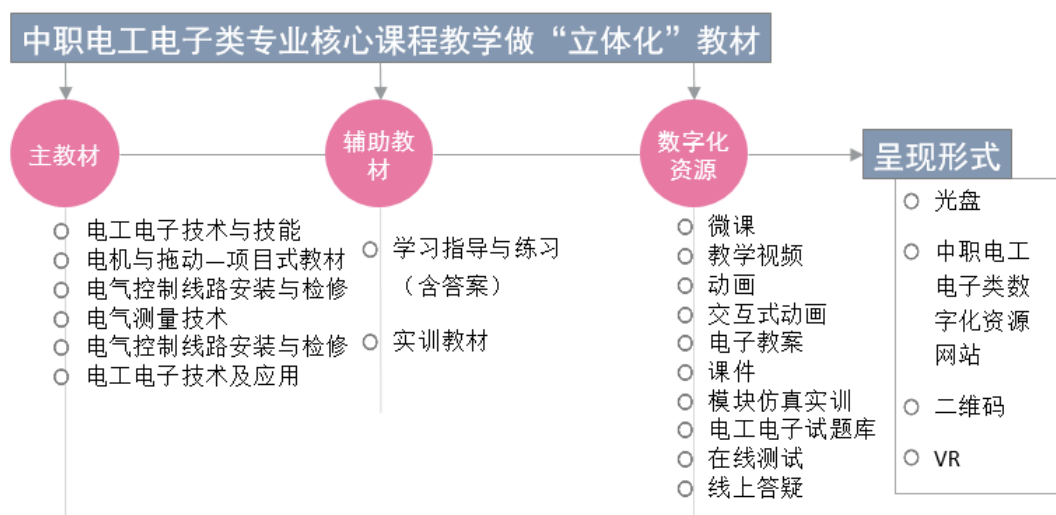 中职电工电子类专业核心课程教学做“立体化”教材
主教材
电工电子技术与技能
电机与拖动—项目式教材
电气控制线路安装与检修
电气测量技术
电气控制线路安装与检修
电工电子技术及应用
辅助教
材
学习指导与练习
（含答案）
实训教材
数字化
资源
微课
教学视频
动画
交互式动画
电子教案
课件
模块仿真实训
电工电子试题库
在线测试
线上答疑
呈现形式
光盘
中职电工
电子类数
字化资源
网站
二维码
VR